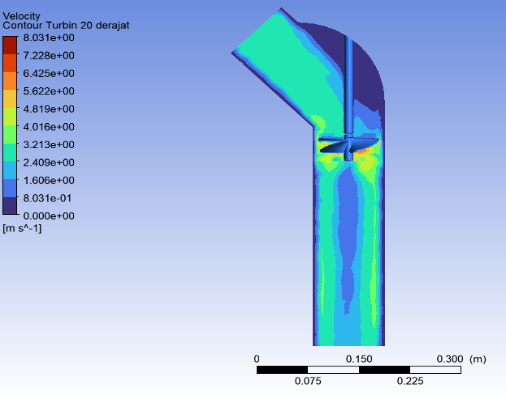 Velocity
Contour Turbin 20 derajat
8.031e+00
7.228e+00
6.425e+00
5.622e+00
4.819e+00
4.016e+00
3.213e+00
2.409e+00
1.606e+00
8.031e-01
0.000e+00
[m s^-1]
0 0.150 0.300 (m)
0.075 0.225